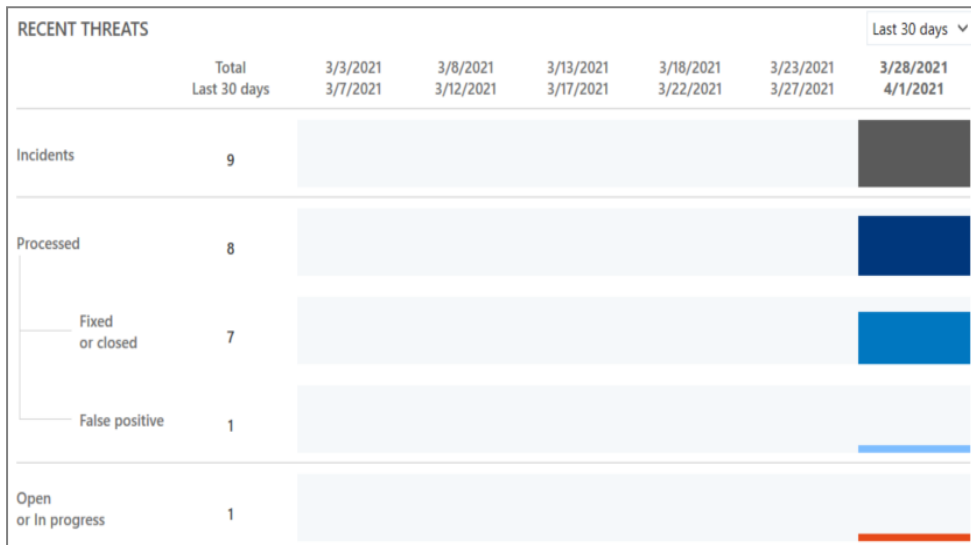 RECENT THREATS
Last 30 days
Total
Last 30 days
3/3/2021
3/7/2021
3/8/2021
3/12/2021
3/13/2021
3/17/2021
3/18/2021
3/22/2021
3/23/2021
3/27/2021
3/28/2021
4/1/2021
Incidents 9
Processed 8
Fixed
or closed 7
False positive 1
Open
or In progress 1